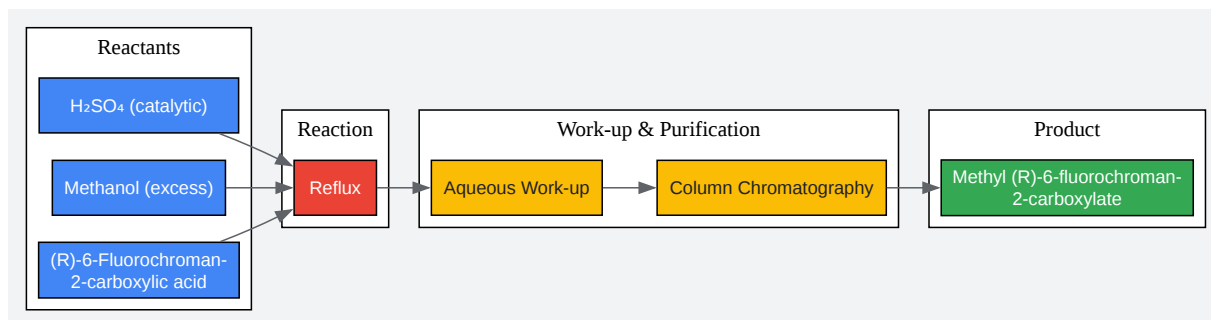 Reactants
H₂SO₄ (catalytic)
Methanol (excess)
(R)-6-Fluorochroman-
2-carboxylic acid
Reaction
Reflux
Work-up & Purification
Aqueous Work-up
Column Chromatography
Product
Methyl (R)-6-fluorochroman-
2-carboxylate